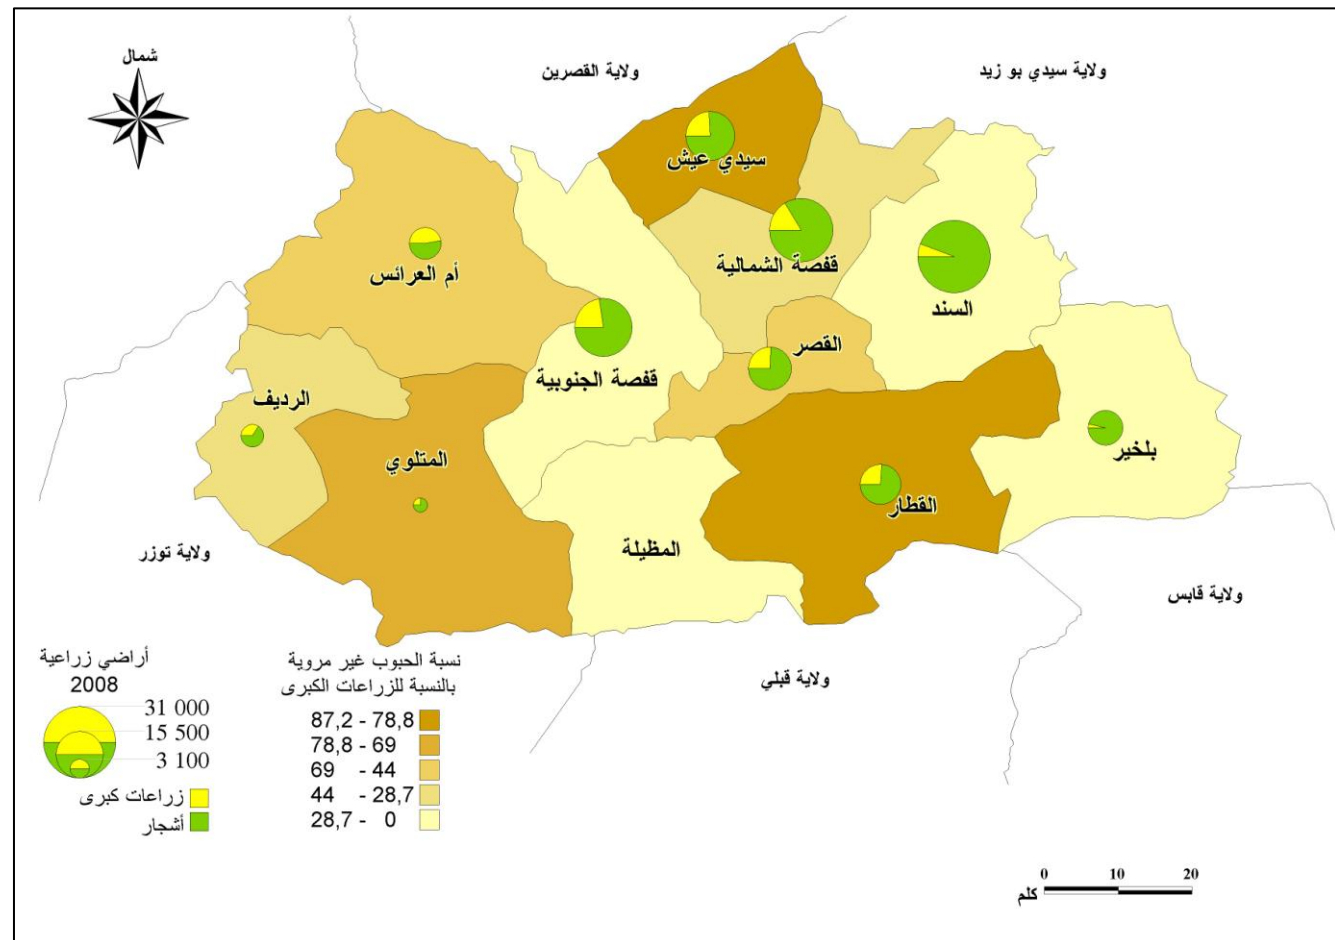 شمال
ولاية القصرين
ولاية سيدي بو زيد
سيدي عيش
قفصة الشمالية
أم العرائس
السند
القصر
قفصة الجنوبية
الرديف
المتلوي
بلخير
القطار
المظيلة
ولاية توزر
ولاية قابس
ولاية قبلي
أراضي زراعية
2008
31 000
15 500
3 100
زراعات كبرى
أشجار
نسبة الحبوب غير مروية
بالنسبة للزراعات الكبرى
87,2 - 78,8
78,8 - 69
69 - 44
44 - 28,7
28,7 - 0
0 10 20
كلم